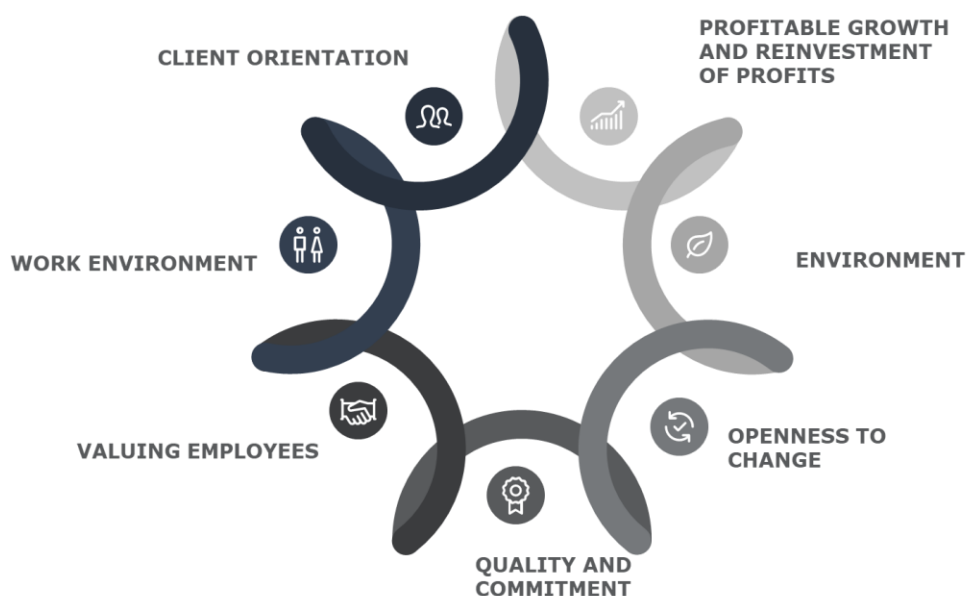 CLIENT ORIENTATION
PROFITABLE GROWTH
AND REINVESTMENT
OF PROFITS
WORK ENVIRONMENT
ENVIRONMENT
VALUING EMPLOYEES
OPENNESS TO
CHANGE
QUALITY AND
COMMITMENT